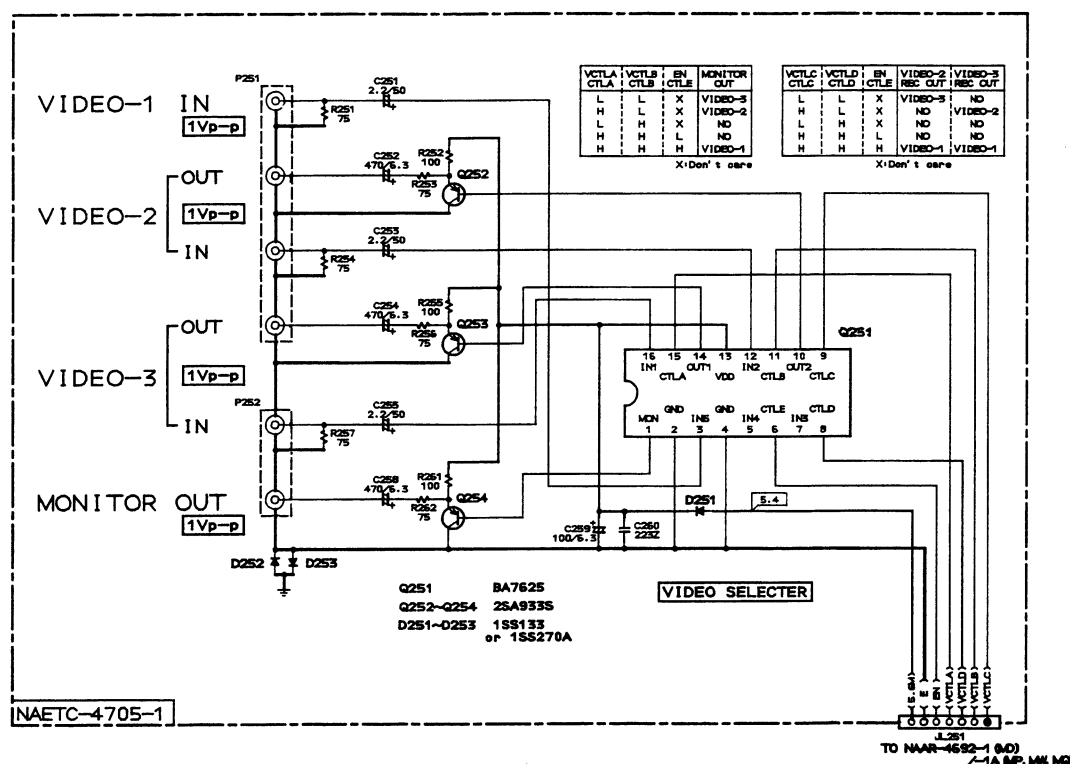 VIDEO-1 IN
1Vp-p
P251
C251
2.2/50
R251
75
OUT
VIDEO-2
1Vp-p
IN
C252
470/6.3
R252
100
R253
75
Q252
C253
2.2/50
R254
75
OUT
VIDEO-3
1Vp-p
IN
C254
470/6.3
R255
100
R256
75
Q253
P252
C255
2.2/50
R257
75
MONITOR OUT
1Vp-p
C258
470/6.3
R261
100
R262
75
Q254
D252
D253
VCTLA VCTLB EN MONITOR
CTLA CTLB CTLE OUT
L L X VIDEO-3
H L X VIDEO-2
L H X NO
H H L NO
H H H VIDEO-1
X:Don't care
VCTLC VCTLD EN VIDEO-2 VIDEO-3
CTLC CTLD CTLE REC OUT REC OUT
L L X VIDEO-3 NO
H L X NO VIDEO-2
L H X NO NO
H H L NO NO
H H H VIDEO-1 VIDEO-1
X:Don't care
Q251
16 15 14 13 12 11 10 9
IN1 OUT1 IN2 OUT2
CTLA VDD CTLB CTLC
GND GND CTLE CTLD
MON IN5 IN4 IN3
1 2 3 4 5 6 7 8
D251
5.4
C259
100/6.3
C260
223Z
Q251 BA7625
Q252~Q254 2SA933S
D251~D253 1SS133
or 1SS270A
VIDEO SELECTER
NAETC-4705-1
5.6M)
E )
EN)
VCTLA)
VCTLD)
VCTLB)
VCTLC)
JL251
TO NAAR-4692-1 (MD)